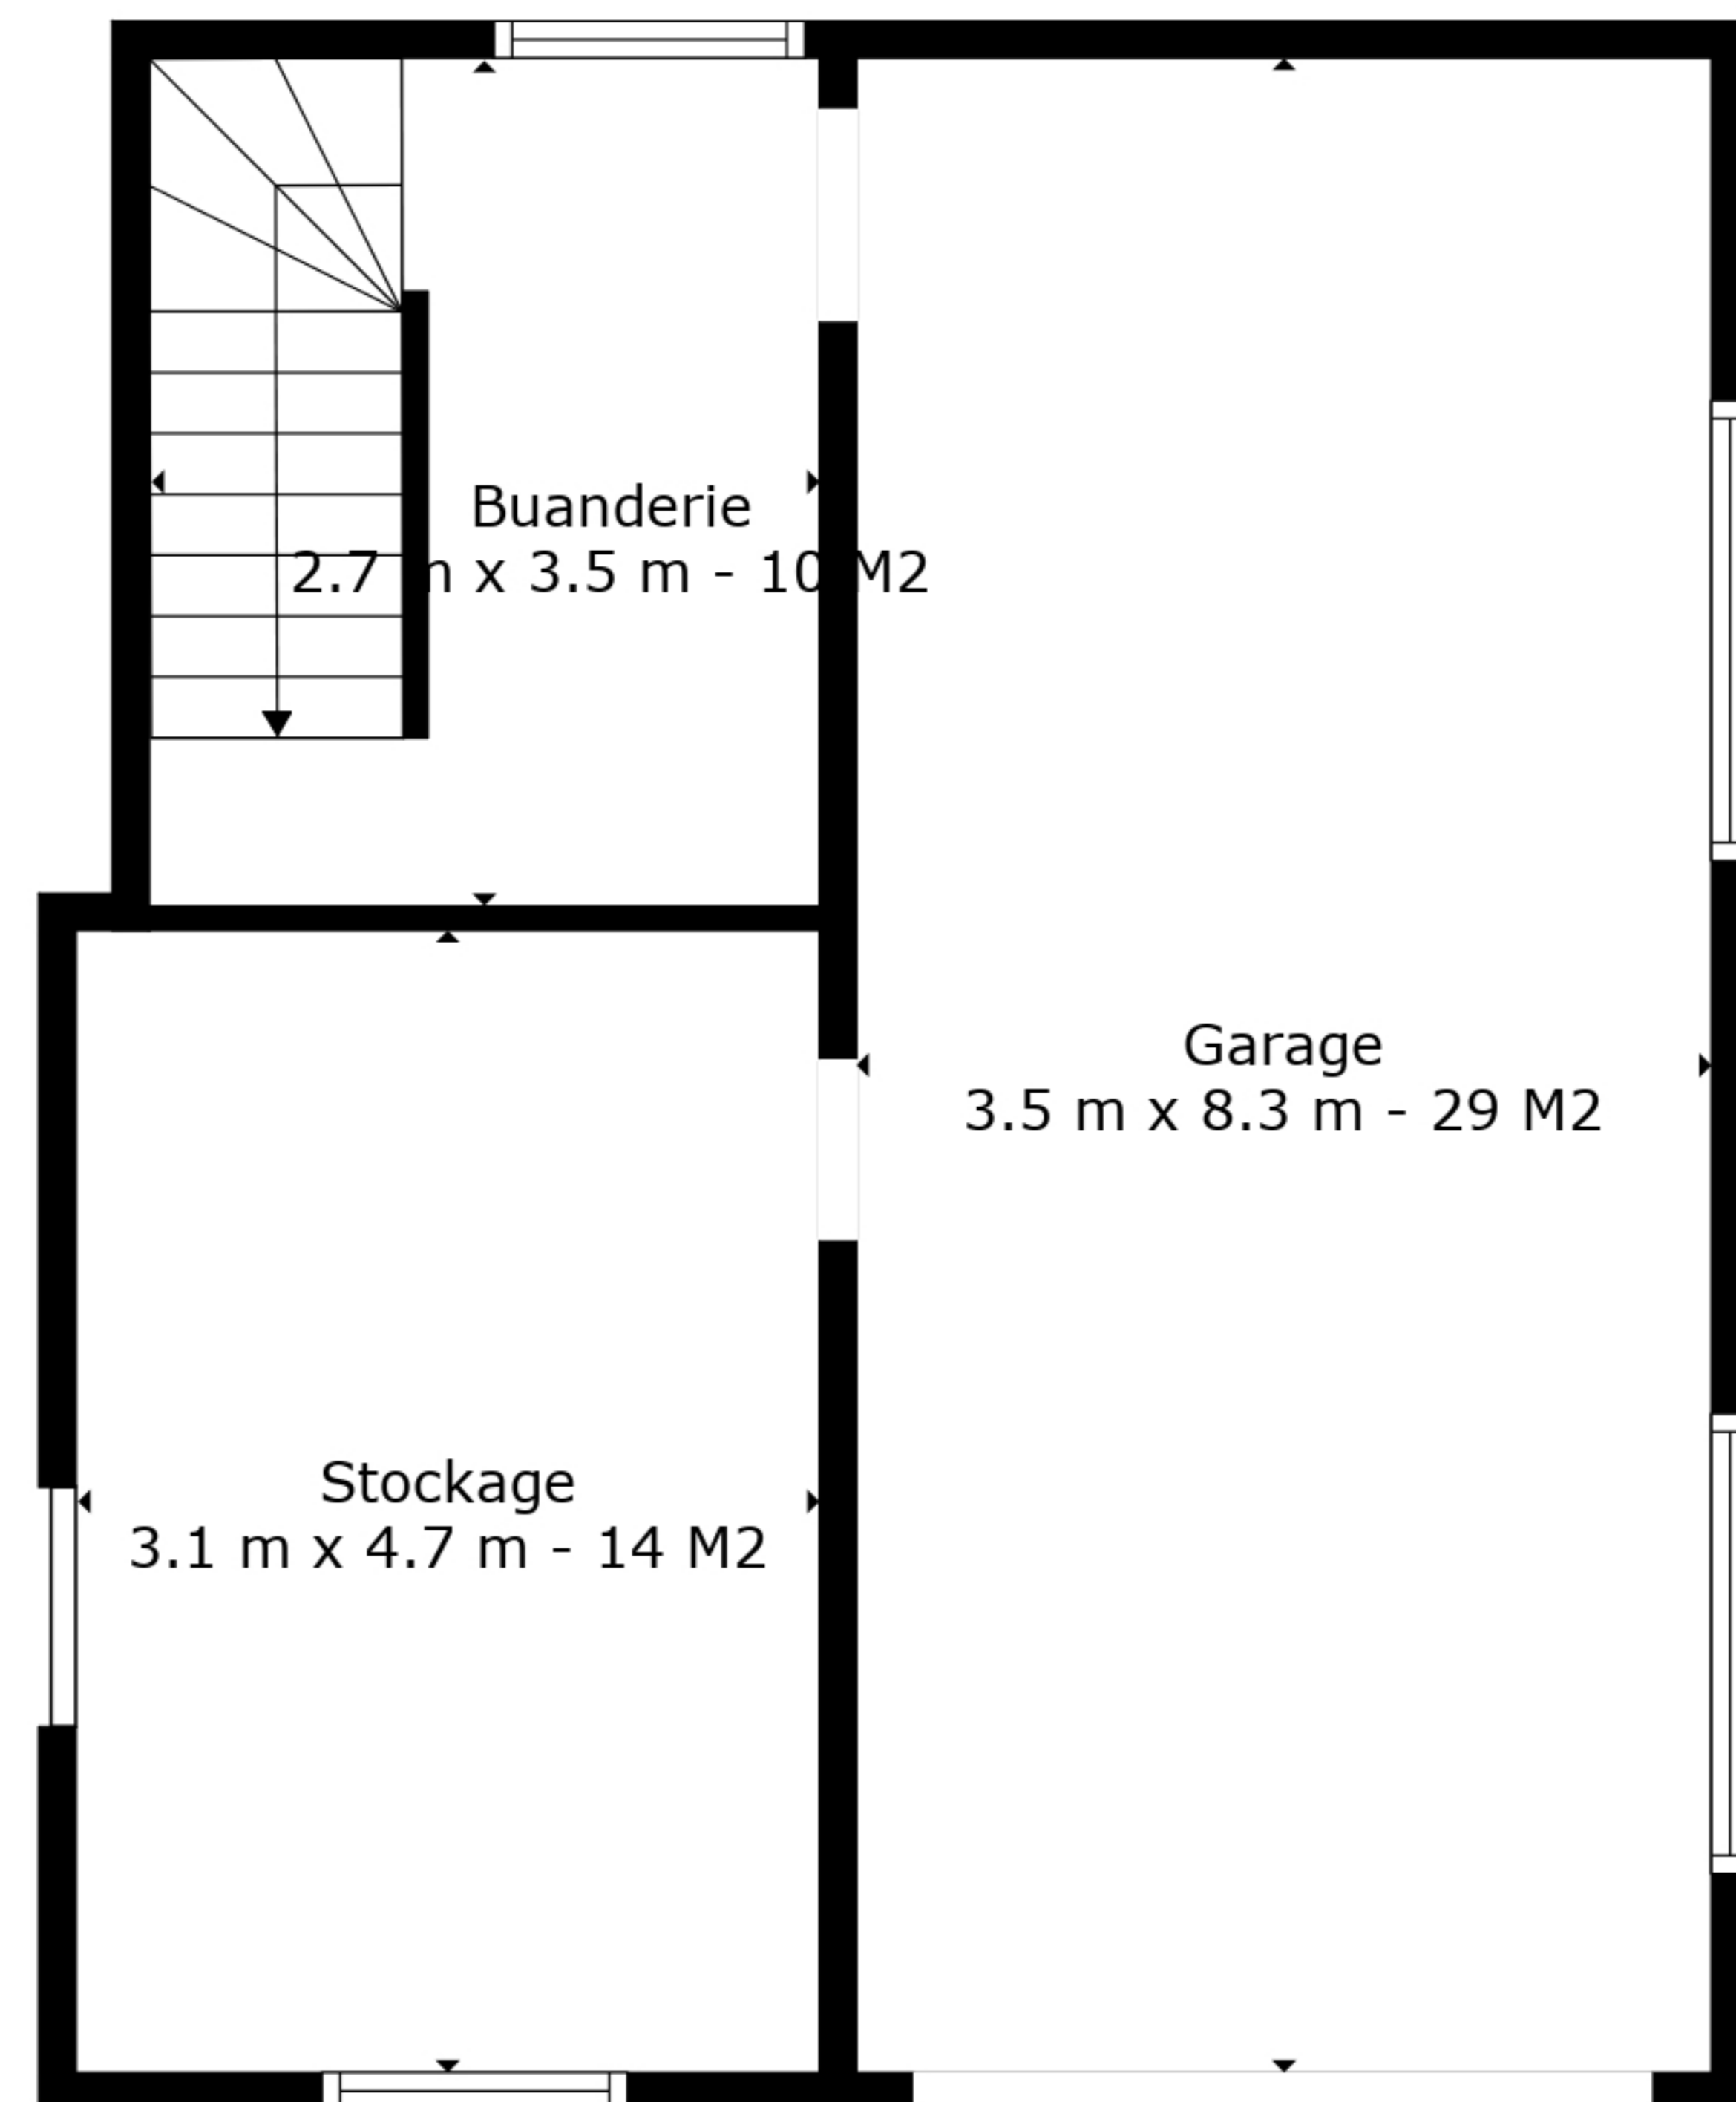 Buanderie
2.7 m x 3.5 m - 10 M2
Garage
3.5 m x 8.3 m - 29 M2
Stockage
3.1 m x 4.7 m - 14 M2